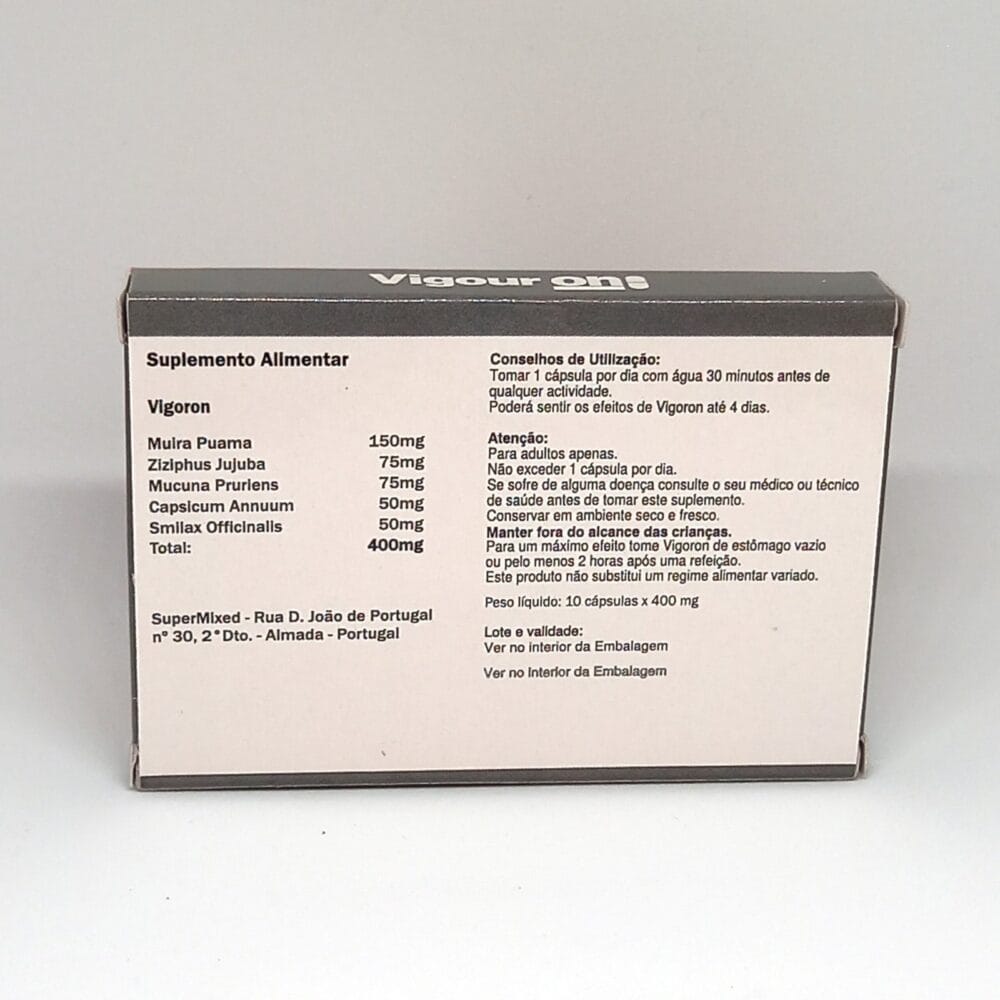 Vigour on:
Suplemento Alimentar
Vigoron
Muira Puama 150mg
Ziziphus Jujuba 75mg
Mucuna Pruriens 75mg
Capsicum Annuum 50mg
Smilax Officinalis 50mg
Total: 400mg
SuperMixed - Rua D. João de Portugal
nº 30, 2º Dto. - Almada - Portugal
Conselhos de Utilização:
Tomar 1 cápsula por dia com água 30 minutos antes de
qualquer actividade.
Poderá sentir os efeitos de Vigoron até 4 dias.
Atenção:
Para adultos apenas.
Não exceder 1 cápsula por dia.
Se sofre de alguma doença consulte o seu médico ou técnico
de saúde antes de tomar este suplemento.
Conservar em ambiente seco e fresco.
Manter fora do alcance das crianças.
Para um máximo efeito tome Vigoron de estômago vazio
ou pelo menos 2 horas após uma refeição.
Este produto não substitui um regime alimentar variado.
Peso líquido: 10 cápsulas x 400 mg
Lote e validade:
Ver no interior da Embalagem
Ver no interior da Embalagem